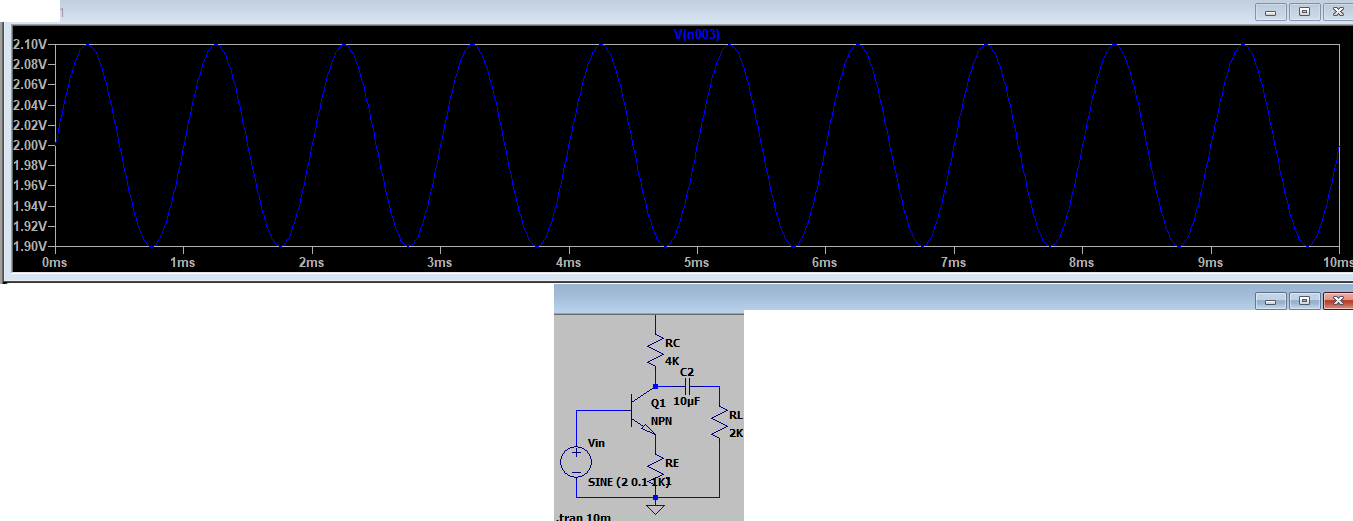 V(n003)
2.10V
2.08V
2.06V
2.04V
2.02V
2.00V
1.98V
1.96V
1.94V
1.92V
1.90V
0ms 1ms 2ms 3ms 4ms 5ms 6ms 7ms 8ms 9ms 10ms
RC
4K
C2
Q1 10µF
NPN
RL
2K
Vin
RE
SINE (2 0.1 1K) 1
.tran 10m